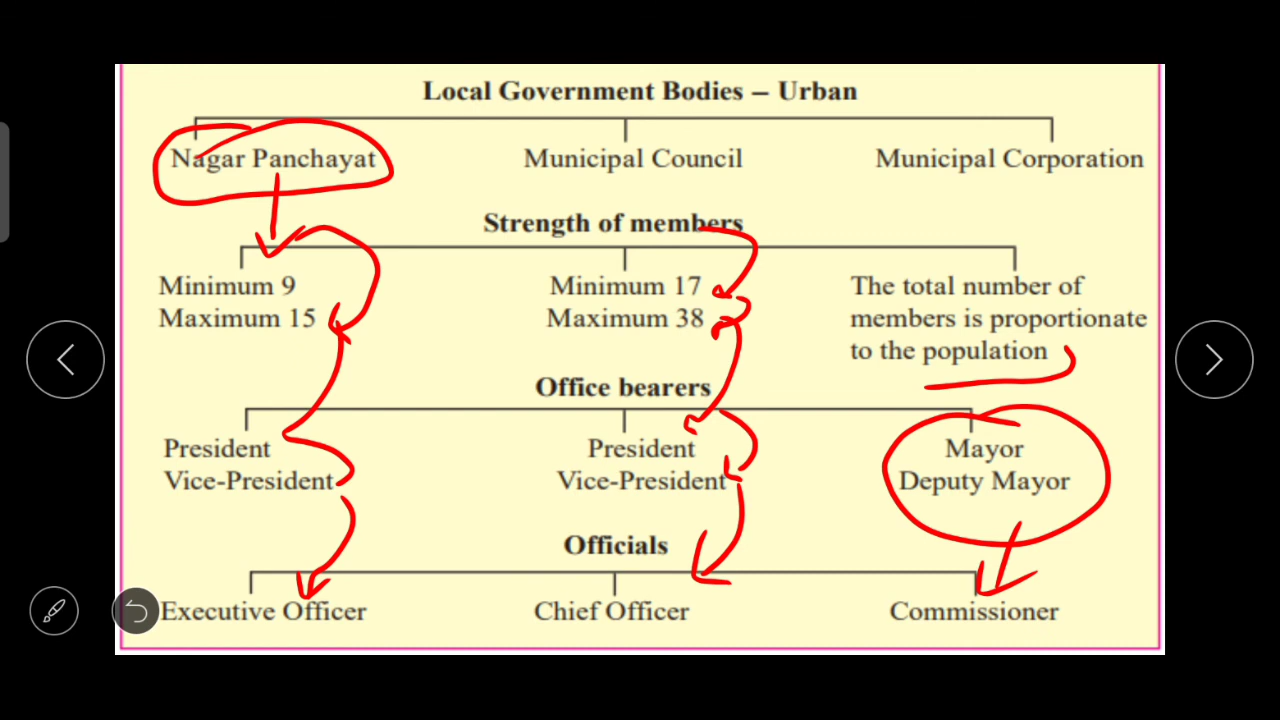 Local Government Bodies – Urban
Nagar Panchayat Municipal Council Municipal Corporation
Strength of members
Minimum 9 Minimum 17 The total number of
Maximum 15 Maximum 38 members is proportionate
to the population
Office bearers
President President Mayor
Vice-President Vice-President Deputy Mayor
Officials
Executive Officer Chief Officer Commissioner